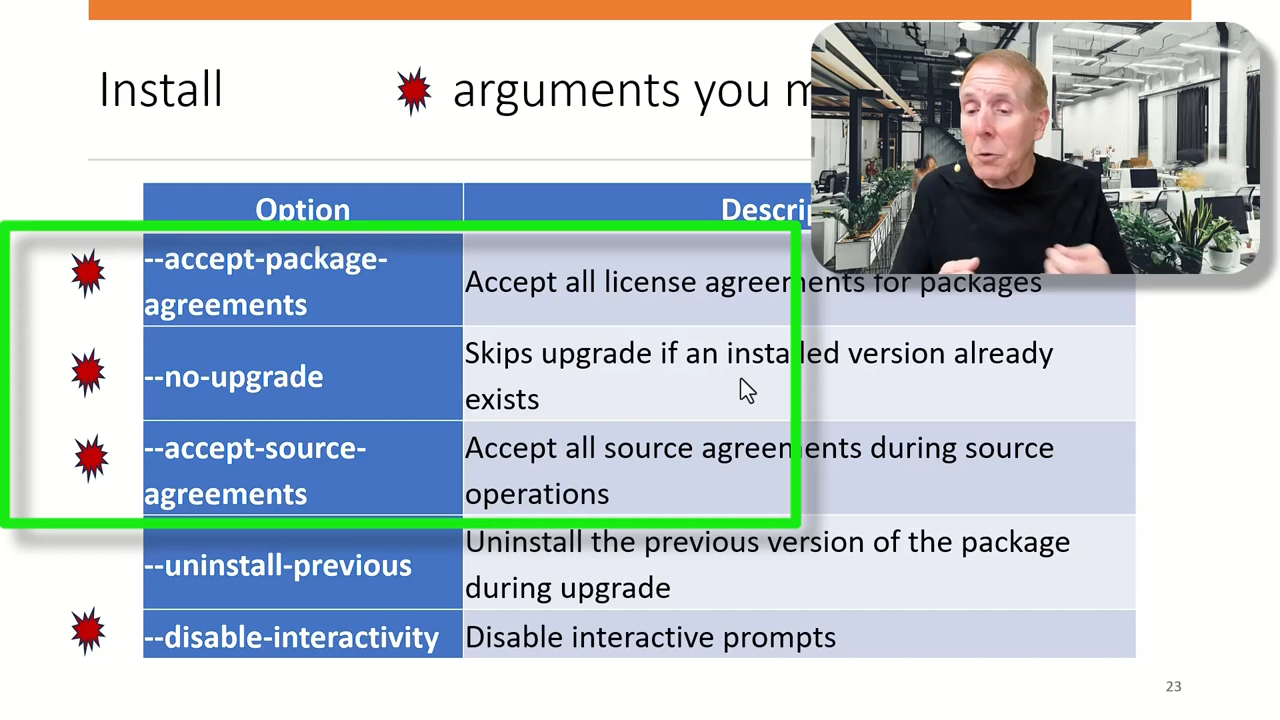 Install arguments you m
Option Descrip
--accept-package-
agreements
Accept all license agreements for packages
--no-upgrade
Skips upgrade if an installed version already
exists
--accept-source-
agreements
Accept all source agreements during source
operations
--uninstall-previous
Uninstall the previous version of the package
during upgrade
--disable-interactivity Disable interactive prompts
23